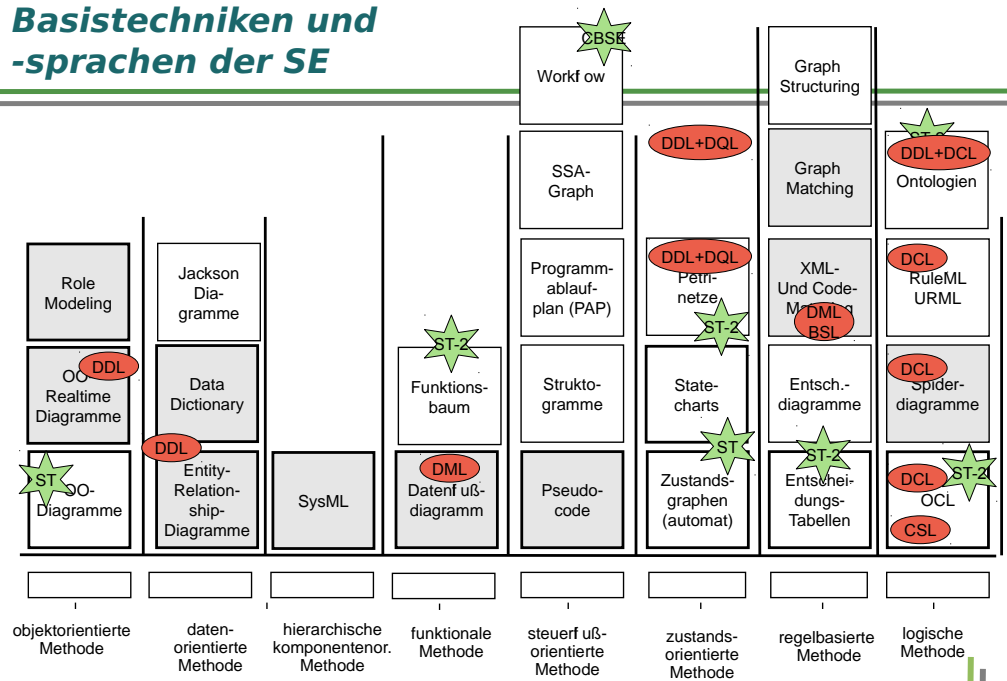 Basistechniken und
-sprachen der SE
CBSE
Workf ow
SSA-
Graph
Programm-
ablauf-
plan (PAP)
Strukto-
gramme
Pseudo-
code
Graph
Structuring
Graph
Matching
XML-
Und Code-
DML
BSL
Entsch.-
diagramme
ST-2
Entschei-
dungs-
Tabellen
DDL+DQL
DDL+DQL
Petri-
netze
ST-2
State-
charts
ST
Zustands-
graphen
(automat)
DDL+DCL
Ontologien
DCL
RuleML
URML
DCL
Spider-
diagramme
DCL
ST-2
OCL
CSL
Role
Modeling
DDL
OO
Realtime
Diagramme
ST
OO-
Diagramme
Jackson
Dia-
gramme
Data
Dictionary
DDL
Entity-
Relation-
ship-
Diagramme
SysML
ST-2
Funktions-
baum
DML
Datenf uß-
diagramm
objektorientierte
Methode
daten-
orientierte
Methode
hierarchische
komponentenor.
Methode
funktionale
Methode
steuerf uß-
orientierte
Methode
zustands-
orientierte
Methode
regelbasierte
Methode
logische
Methode